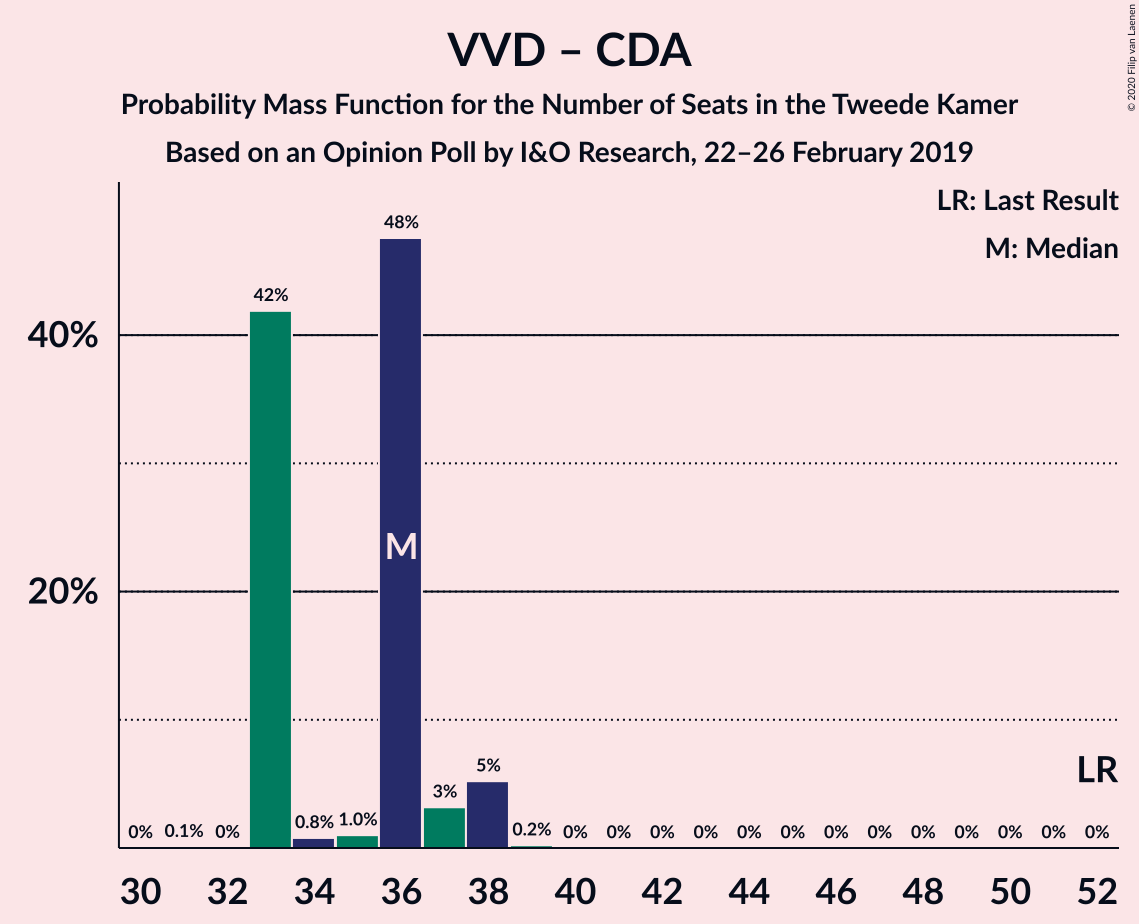 VVD – CDA
Probability Mass Function for the Number of Seats in the Tweede Kamer
Based on an Opinion Poll by I&O Research, 22–26 February 2019
© 2020 Filip van Laenen
LR: Last Result
M: Median
48%
42%
40%
M
20%
LR
5%
3%
0% 0.1% 0% 0.8% 1.0% 0.2% 0% 0% 0% 0% 0% 0% 0% 0% 0% 0% 0% 0% 0%
30 32 34 36 38 40 42 44 46 48 50 52